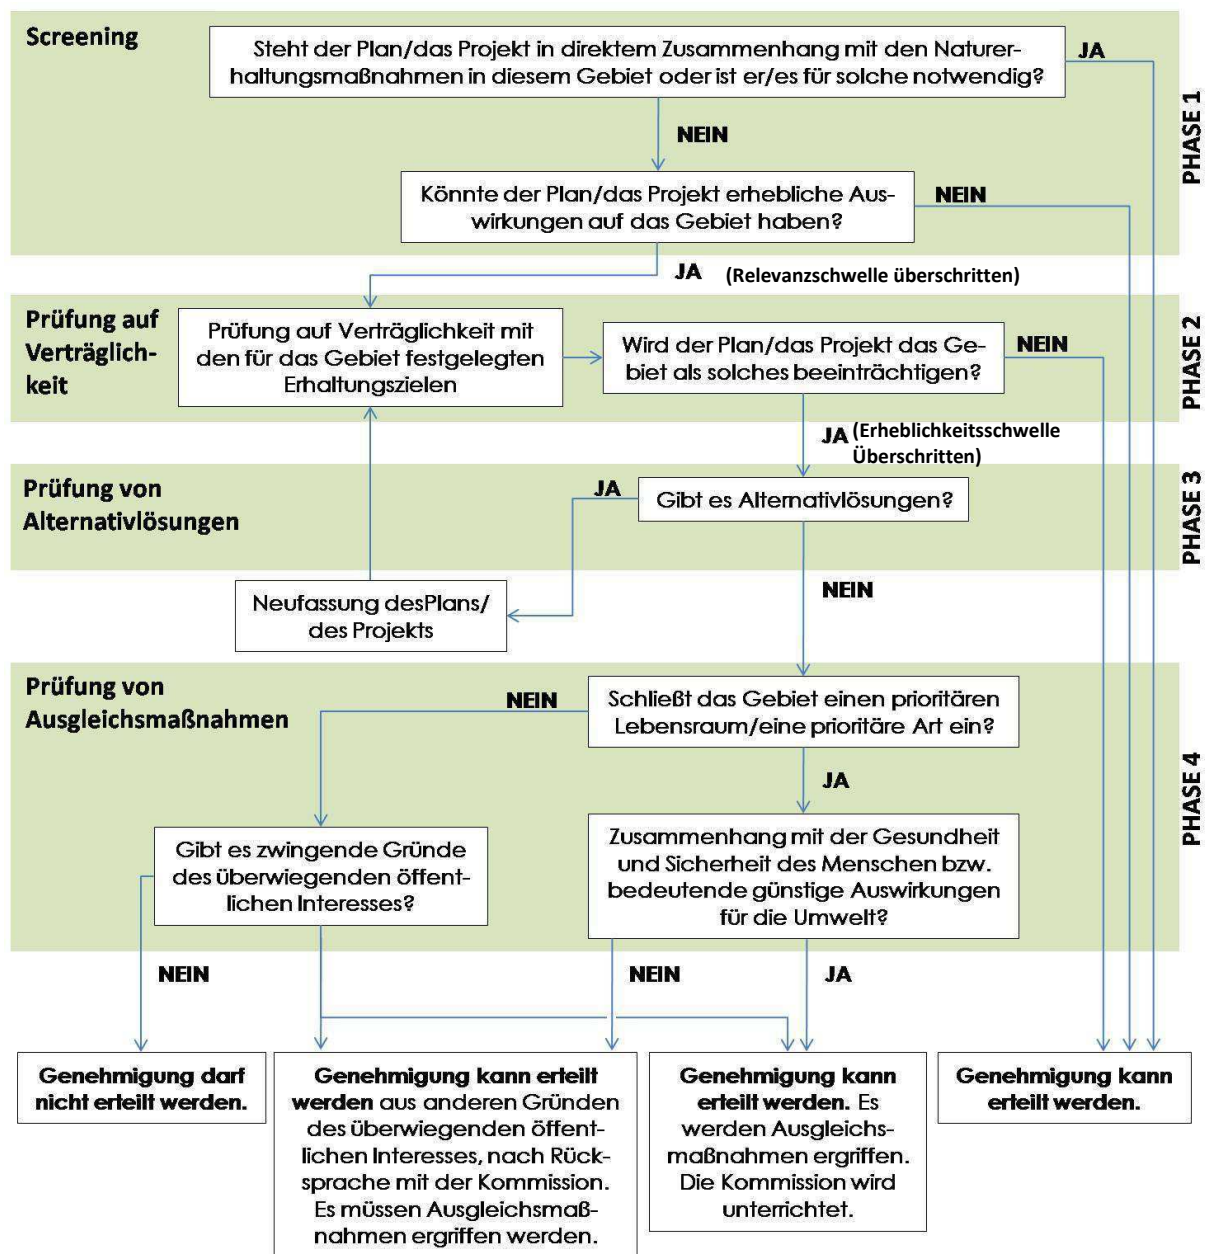 Screening
Steht der Plan/das Projekt in direktem Zusammenhang mit den Naturer-
haltungsmaßnahmen in diesem Gebiet oder ist er/es für solche notwendig?
JA
PHASE 1
NEIN
Könnte der Plan/das Projekt erhebliche Aus-
wirkungen auf das Gebiet haben?
NEIN
JA (Relevanzschwelle überschritten)
Prüfung auf
Verträglich-
keit
Prüfung auf Verträglichkeit mit
den für das Gebiet festgelegten
Erhaltungszielen
Wird der Plan/das Projekt das Ge-
biet als solches beeinträchtigen?
NEIN
PHASE 2
JA (Erheblichkeitsschwelle
Überschritten)
Prüfung von
Alternativlösungen
JA
Gibt es Alternativlösungen?
PHASE 3
NEIN
Neufassung desPlans/
des Projekts
Prüfung von
Ausgleichsmaßnahmen
NEIN
Schließt das Gebiet einen prioritären
Lebensraum/eine prioritäre Art ein?
JA
PHASE 4
Gibt es zwingende Gründe
des überwiegenden öffent-
lichen Interesses?
Zusammenhang mit der Gesundheit
und Sicherheit des Menschen bzw.
bedeutende günstige Auswirkungen
für die Umwelt?
NEIN
NEIN
JA
Genehmigung darf
nicht erteilt werden.
Genehmigung kann erteilt
werden aus anderen Gründen
des überwiegenden öffent-
lichen Interesses, nach Rück-
sprache mit der Kommission.
Es müssen Ausgleichsmaß-
nahmen ergriffen werden.
Genehmigung kann
erteilt werden. Es
werden Ausgleichs-
maßnahmen ergriffen.
Die Kommission wird
unterrichtet.
Genehmigung kann
erteilt werden.